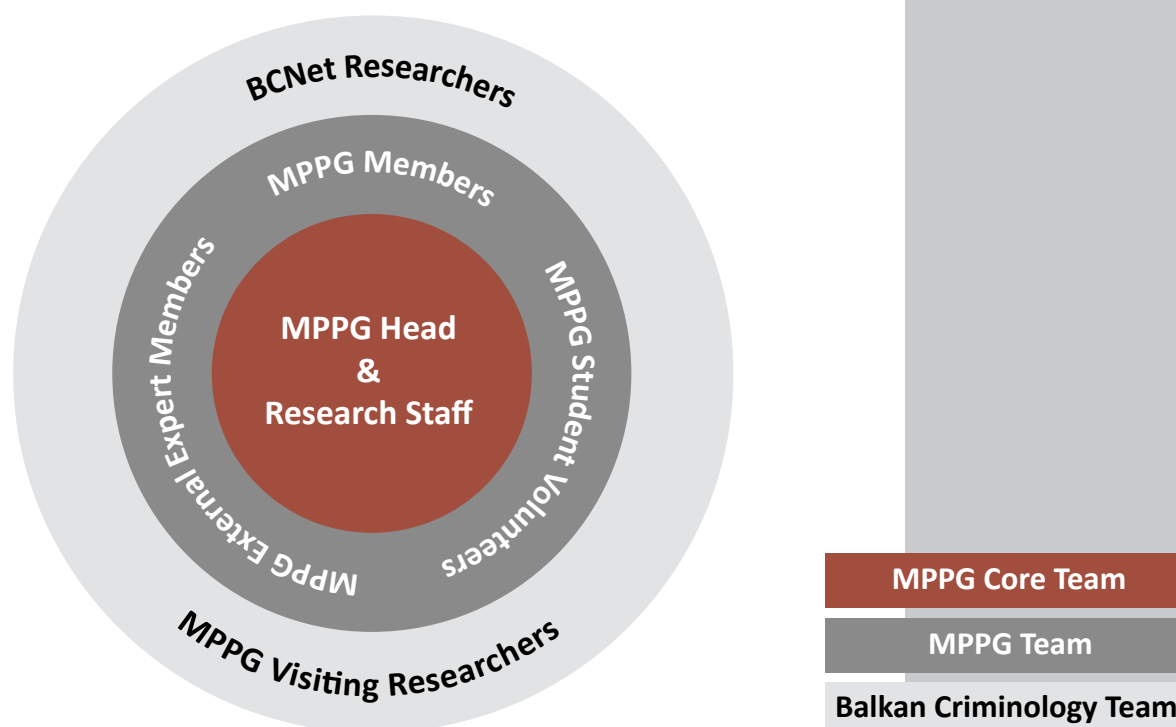 BCNet Researchers
MPPG Members
MPPG External Expert Members
MPPG Student Volunteers
MPPG Head
&
Research Staff
MPPG Visiting Researchers
MPPG Core Team
MPPG Team
Balkan Criminology Team